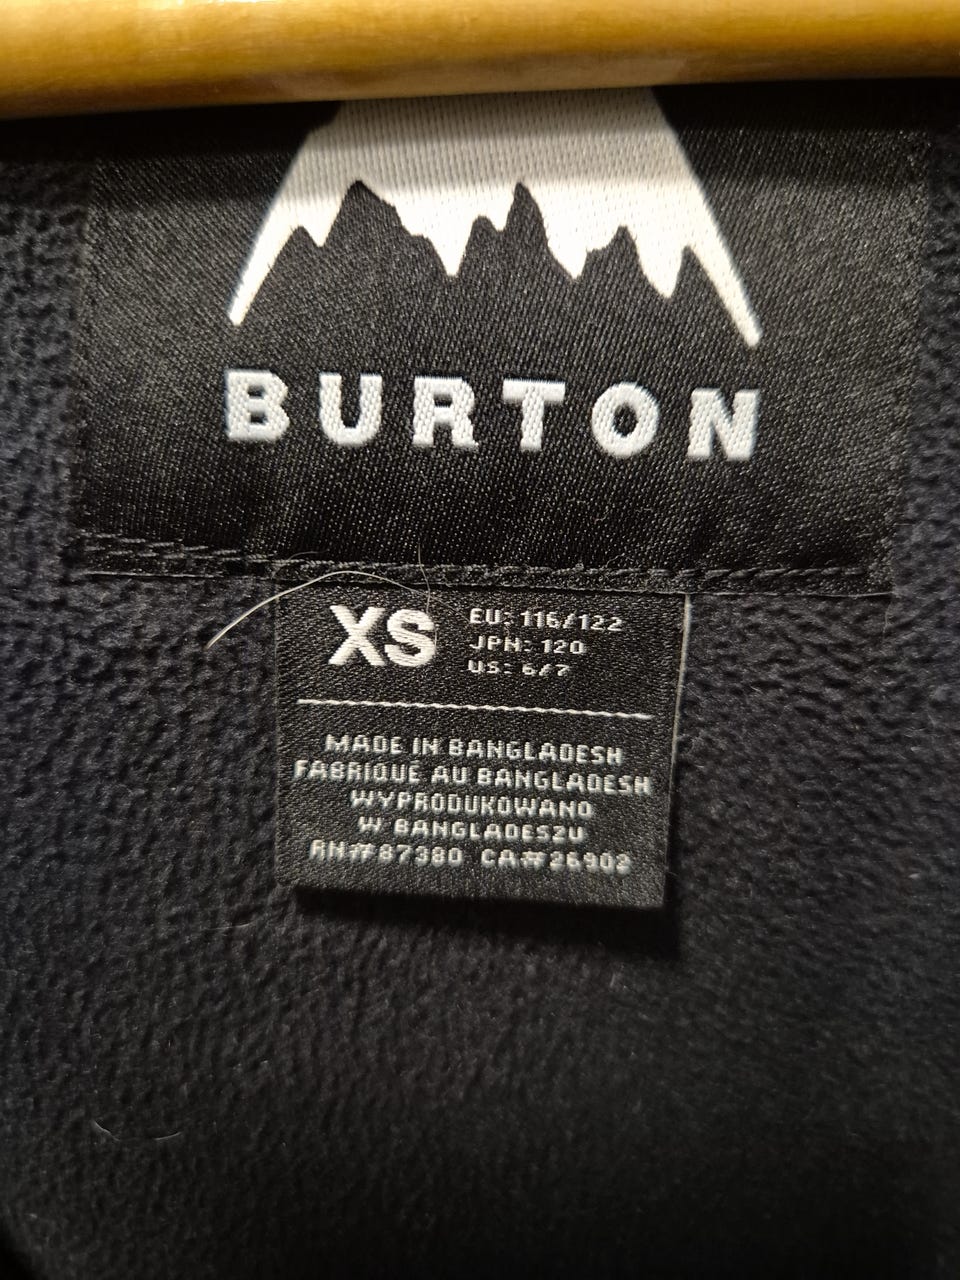 BURTON
XS
EU: 116/122
JPN: 120
US: 6/7
MADE IN BANGLADESH
FABRIQUÉ AU BANGLADESH
WYPRODUKOWANO
W BANGLADESZU
RN#87380 CA#26902